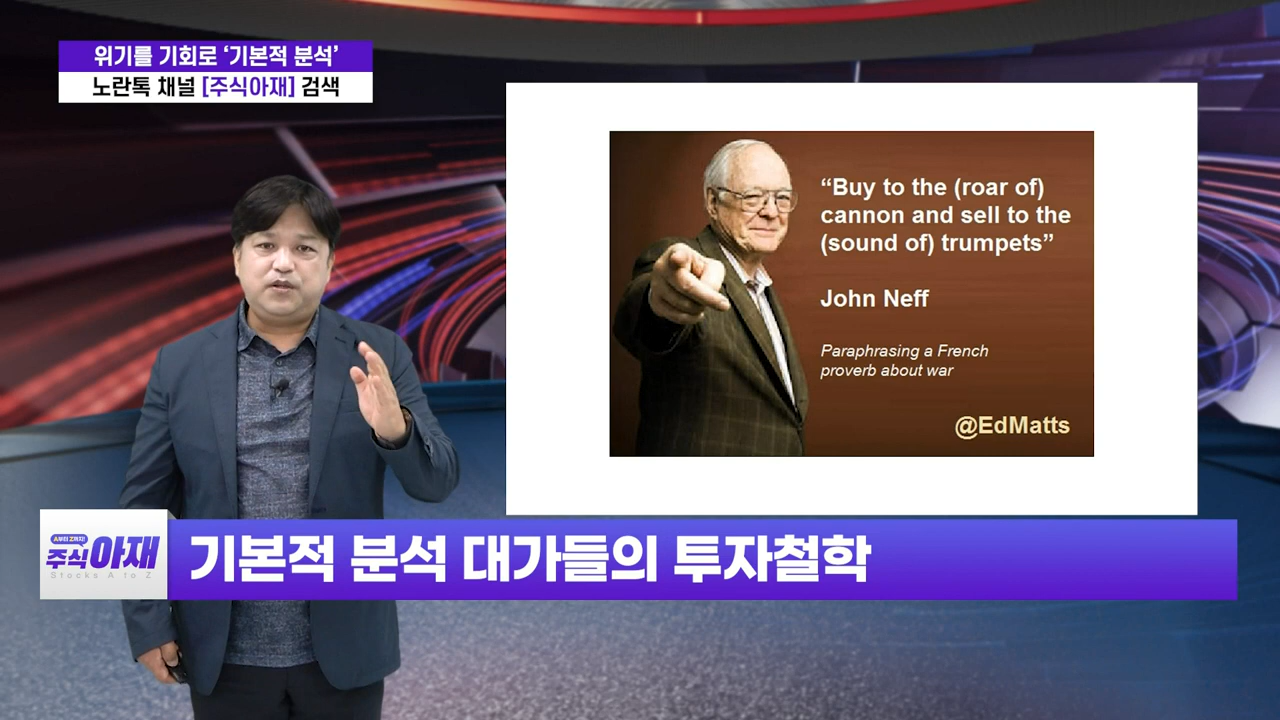 위기를 기회로 ‘기본적 분석’
노란톡 채널 [주식아재] 검색
“Buy to the (roar of)
cannon and sell to the
(sound of) trumpets”
John Neff
Paraphrasing a French
proverb about war
@EdMatts
A부터 Z까지!
주식아재
Stocks A to Z
기본적 분석 대가들의 투자철학